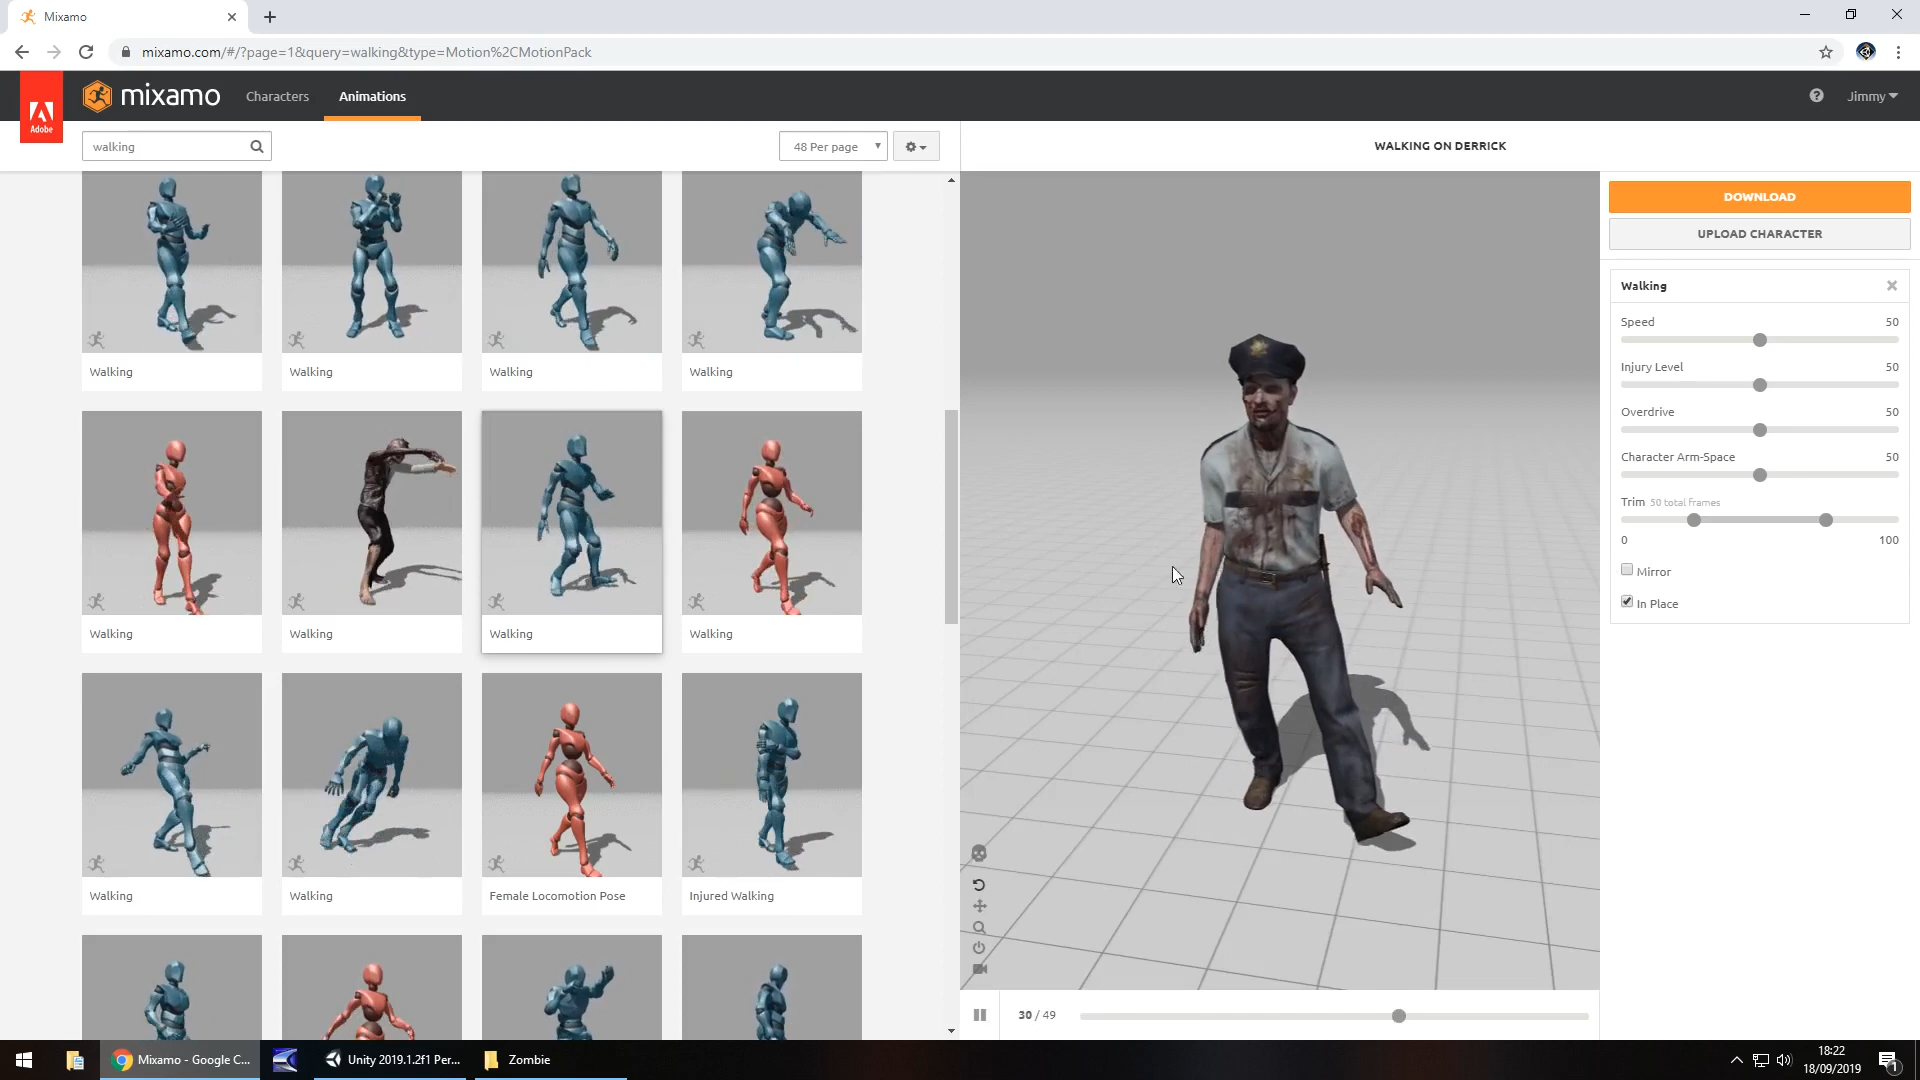 Mixamo
mixamo.com/#/?page=1&query=walking&type=Motion%2CMotionPack
Adobe
mixamo
Characters
Animations
Jimmy
walking
48 Per page
WALKING ON DERRICK
DOWNLOAD
UPLOAD CHARACTER
Walking
Walking
Walking
Walking
Walking
Speed
50
Injury Level
50
Overdrive
50
Character Arm-Space
50
Trim 50 total frames
0
100
Mirror
In Place
Walking
Walking
Walking
Walking
Walking
Walking
Female Locomotion Pose
Injured Walking
30 / 49
Mixamo - Google C...
Unity 2019.1.2f1 Per...
Zombie
18:22
18/09/2019
1